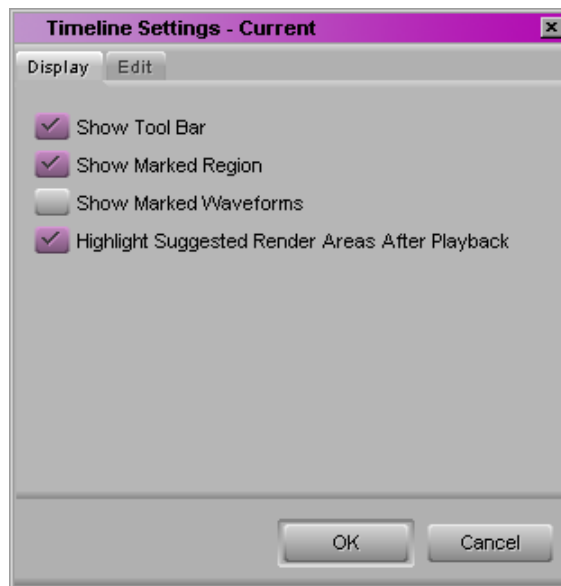 Timeline Settings - Current
Display Edit
Show Tool Bar
Show Marked Region
Show Marked Waveforms
Highlight Suggested Render Areas After Playback
OK Cancel